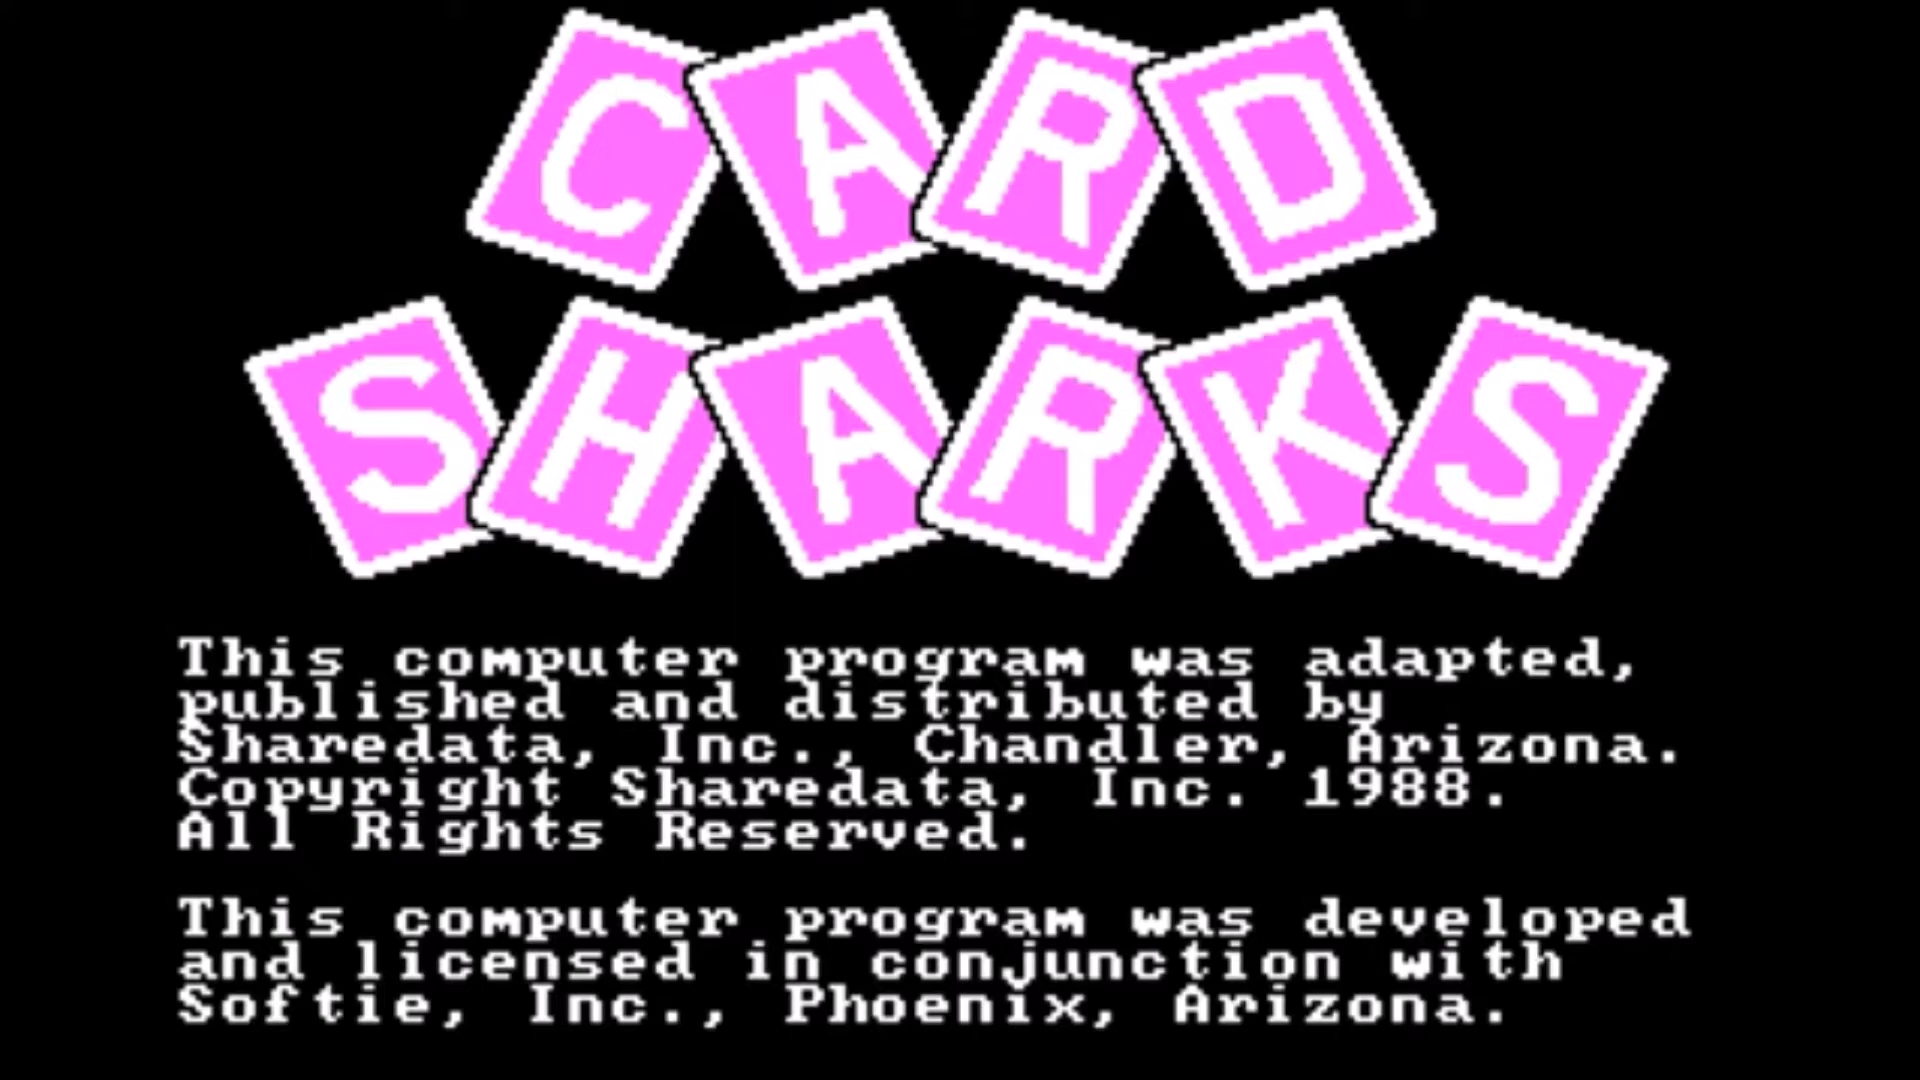 CARD
SHARKS
This computer program was adapted,
published and distributed by
Sharedata, Inc., Chandler, Arizona.
Copyright Sharedata, Inc. 1988.
All Rights Reserved.
This computer program was developed
and licensed in conjunction with
Softie, Inc., Phoenix, Arizona.